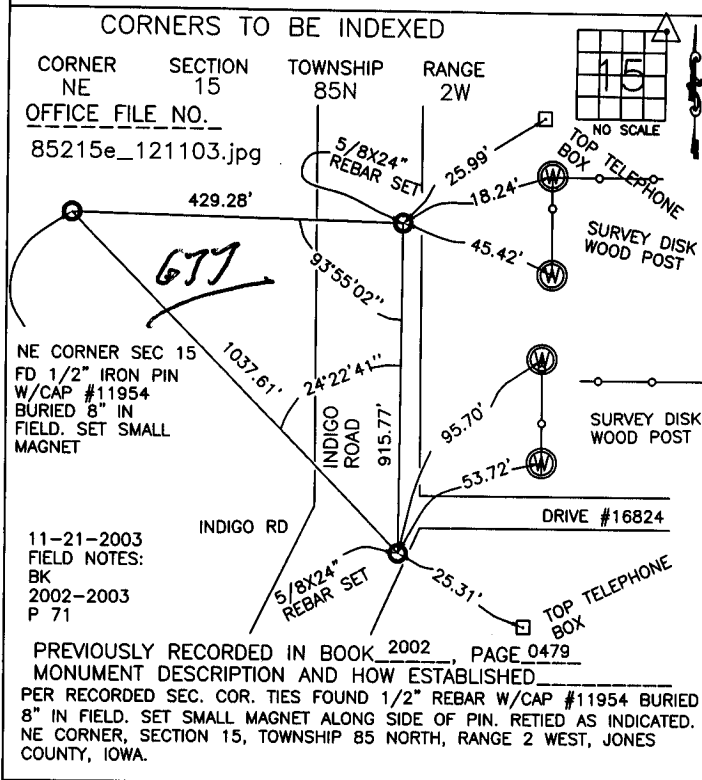 CORNERS TO BE INDEXED
CORNER SECTION TOWNSHIP RANGE
NE 15 85N 2W
OFFICE FILE NO.
85215e_121103.jpg
15
NO SCALE
5/8X24"
REBAR SET
25.99'
TOP TELEPHONE
BOX
18.24'
45.42'
SURVEY DISK
WOOD POST
429.28'
93°55'02"
NE CORNER SEC 15
FD 1/2" IRON PIN
W/CAP #11954
BURIED 8" IN
FIELD. SET SMALL
MAGNET
1037.61'
24°22'41"
INDIGO
ROAD
915.77'
95.70'
53.72'
SURVEY DISK
WOOD POST
DRIVE #16824
INDIGO RD
11-21-2003
FIELD NOTES:
BK
2002-2003
P 71
5/8X24"
REBAR SET
25.31'
TOP TELEPHONE
BOX
PREVIOUSLY RECORDED IN BOOK 2002, PAGE 0479
MONUMENT DESCRIPTION AND HOW ESTABLISHED
PER RECORDED SEC. COR. TIES FOUND 1/2" REBAR W/CAP #11954 BURIED
8" IN FIELD. SET SMALL MAGNET ALONG SIDE OF PIN. RETIED AS INDICATED.
NE CORNER, SECTION 15, TOWNSHIP 85 NORTH, RANGE 2 WEST, JONES
COUNTY, IOWA.